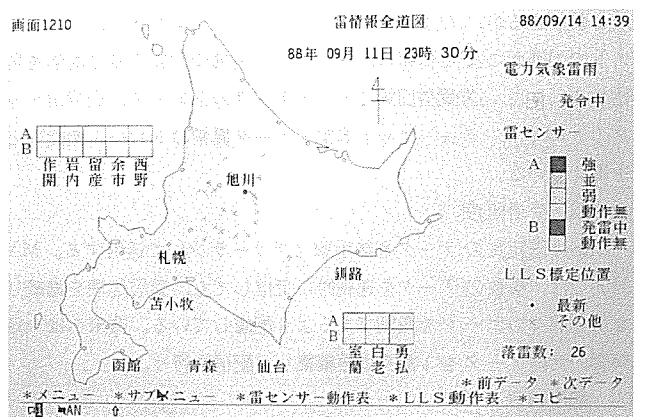 画面1210
雷情報全道図
88/09/14 14:39
88年 09月 11日 23時 30分
電力気象雷雨
発令中
雷センサー
A 強
並
弱
動作無
B 発雷中
動作無
LLS標定位置
・ 最新
その他
落雷数: 26
A
B
作開 岩内 留産 余市 西野
旭川
札幌
釧路
苫小牧
函館
青森
仙台
A
B
室蘭 白老 勇払
*前データ *次データ
*メニュー *サブメニュー *雷センサー動作表 *LLS動作表 *コピー
AN